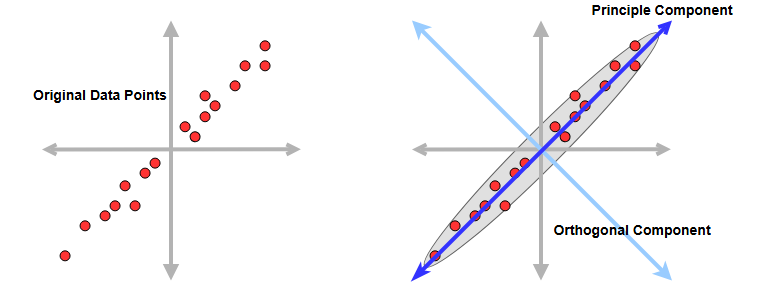 Principle Component
Original Data Points
Orthogonal Component